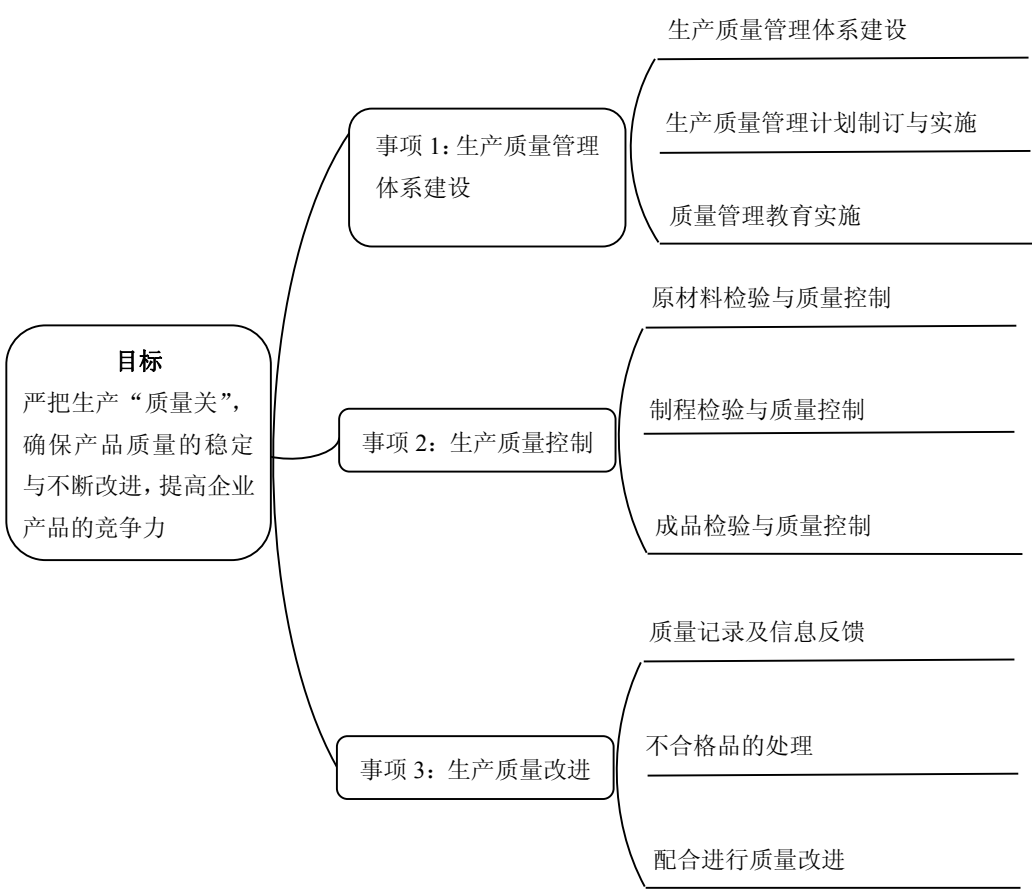 目标
严把生产“质量关”，
确保产品质量的稳定
与不断改进，提高企业
产品的竞争力
事项 1：生产质量管理
体系建设
生产质量管理体系建设
生产质量管理计划制订与实施
质量管理教育实施
事项 2：生产质量控制
原材料检验与质量控制
制程检验与质量控制
成品检验与质量控制
事项 3：生产质量改进
质量记录及信息反馈
不合格品的处理
配合进行质量改进